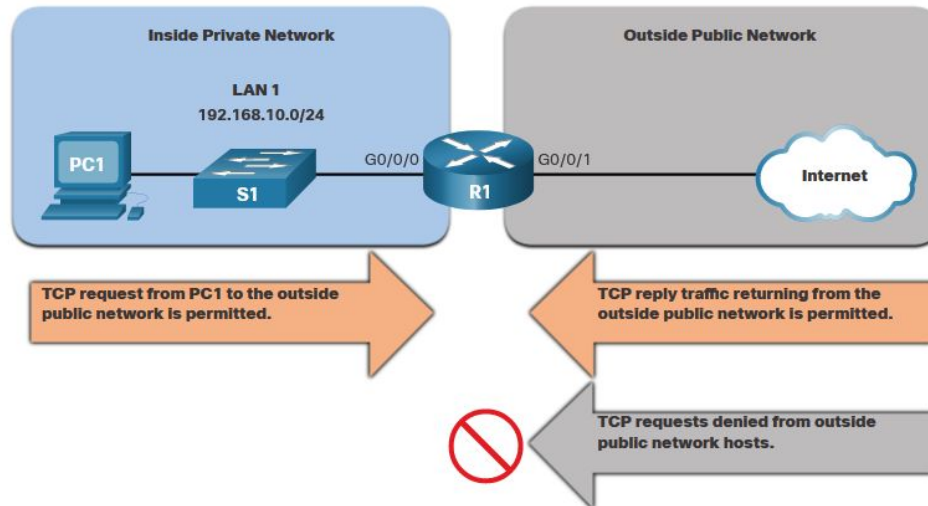 Inside Private Network
Outside Public Network
LAN 1
192.168.10.0/24
PC1
S1
G0/0/0
R1
G0/0/1
Internet
TCP request from PC1 to the outside
public network is permitted.
TCP reply traffic returning from the
outside public network is permitted.
TCP requests denied from outside
public network hosts.